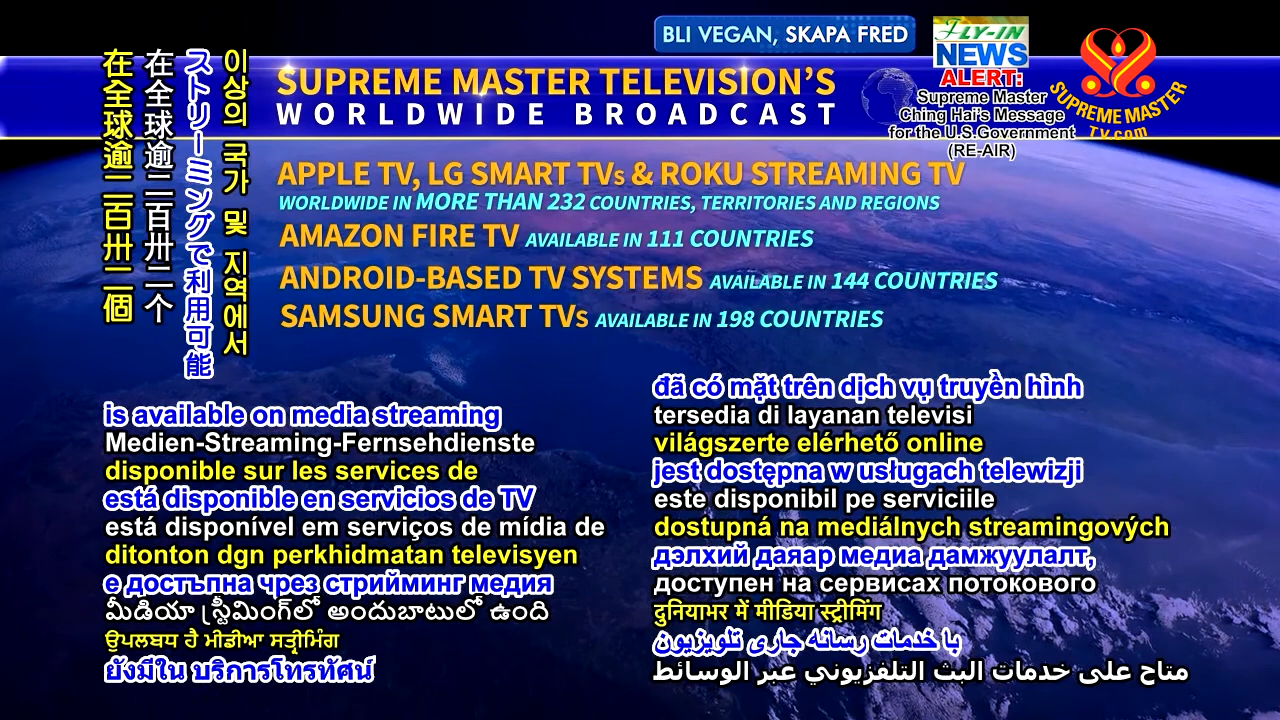 BLI VEGAN, SKAPA FRED
FLY-IN
NEWS
ALERT:
Supreme Master
Ching Hai's Message
for the U.S.Government
(RE-AIR)
SUPREME MASTER
TV.com
SUPREME MASTER TELEVISION’S
WORLDWIDE BROADCAST
APPLE TV, LG SMART TVs & ROKU STREAMING TV
WORLDWIDE IN MORE THAN 232 COUNTRIES, TERRITORIES AND REGIONS
AMAZON FIRE TV AVAILABLE IN 111 COUNTRIES
ANDROID-BASED TV SYSTEMS AVAILABLE IN 144 COUNTRIES
SAMSUNG SMART TVs AVAILABLE IN 198 COUNTRIES
이상의 국가 및 지역에서
ストリーミングで利用可能
在全球逾二百卅二个
在全球逾二百卅二個
is available on media streaming
Medien-Streaming-Fernsehdienste
disponible sur les services de
está disponible en servicios de TV
está disponível em serviços de mídia de
ditonton dgn perkhidmatan televisyen
е достъпна чрез стрийминг медия
మీడియా స్ట్రీమింగ్‌లో అందుబాటులో ఉంది
ਉਪਲਬਧ ਹੈ ਮੀਡੀਆ ਸਤ੍ਰੀਮਿੰਗ
ยังมีใน บริการโทรทัศน์
đã có mặt trên dịch vụ truyền hình
tersedia di layanan televisi
világszerte elérhető online
jest dostępna w usługach telewizji
este disponibil pe serviciile
dostupná na mediálnych streamingových
дэлхий даяар медиа дамжуулалт,
доступен на сервисах потокового
दुनियाभर में मीडिया स्ट्रीमिंग
با خدمات رسانه جاری تلویزیون
متاح على خدمات البث التلفزيوني عبر الوسائط